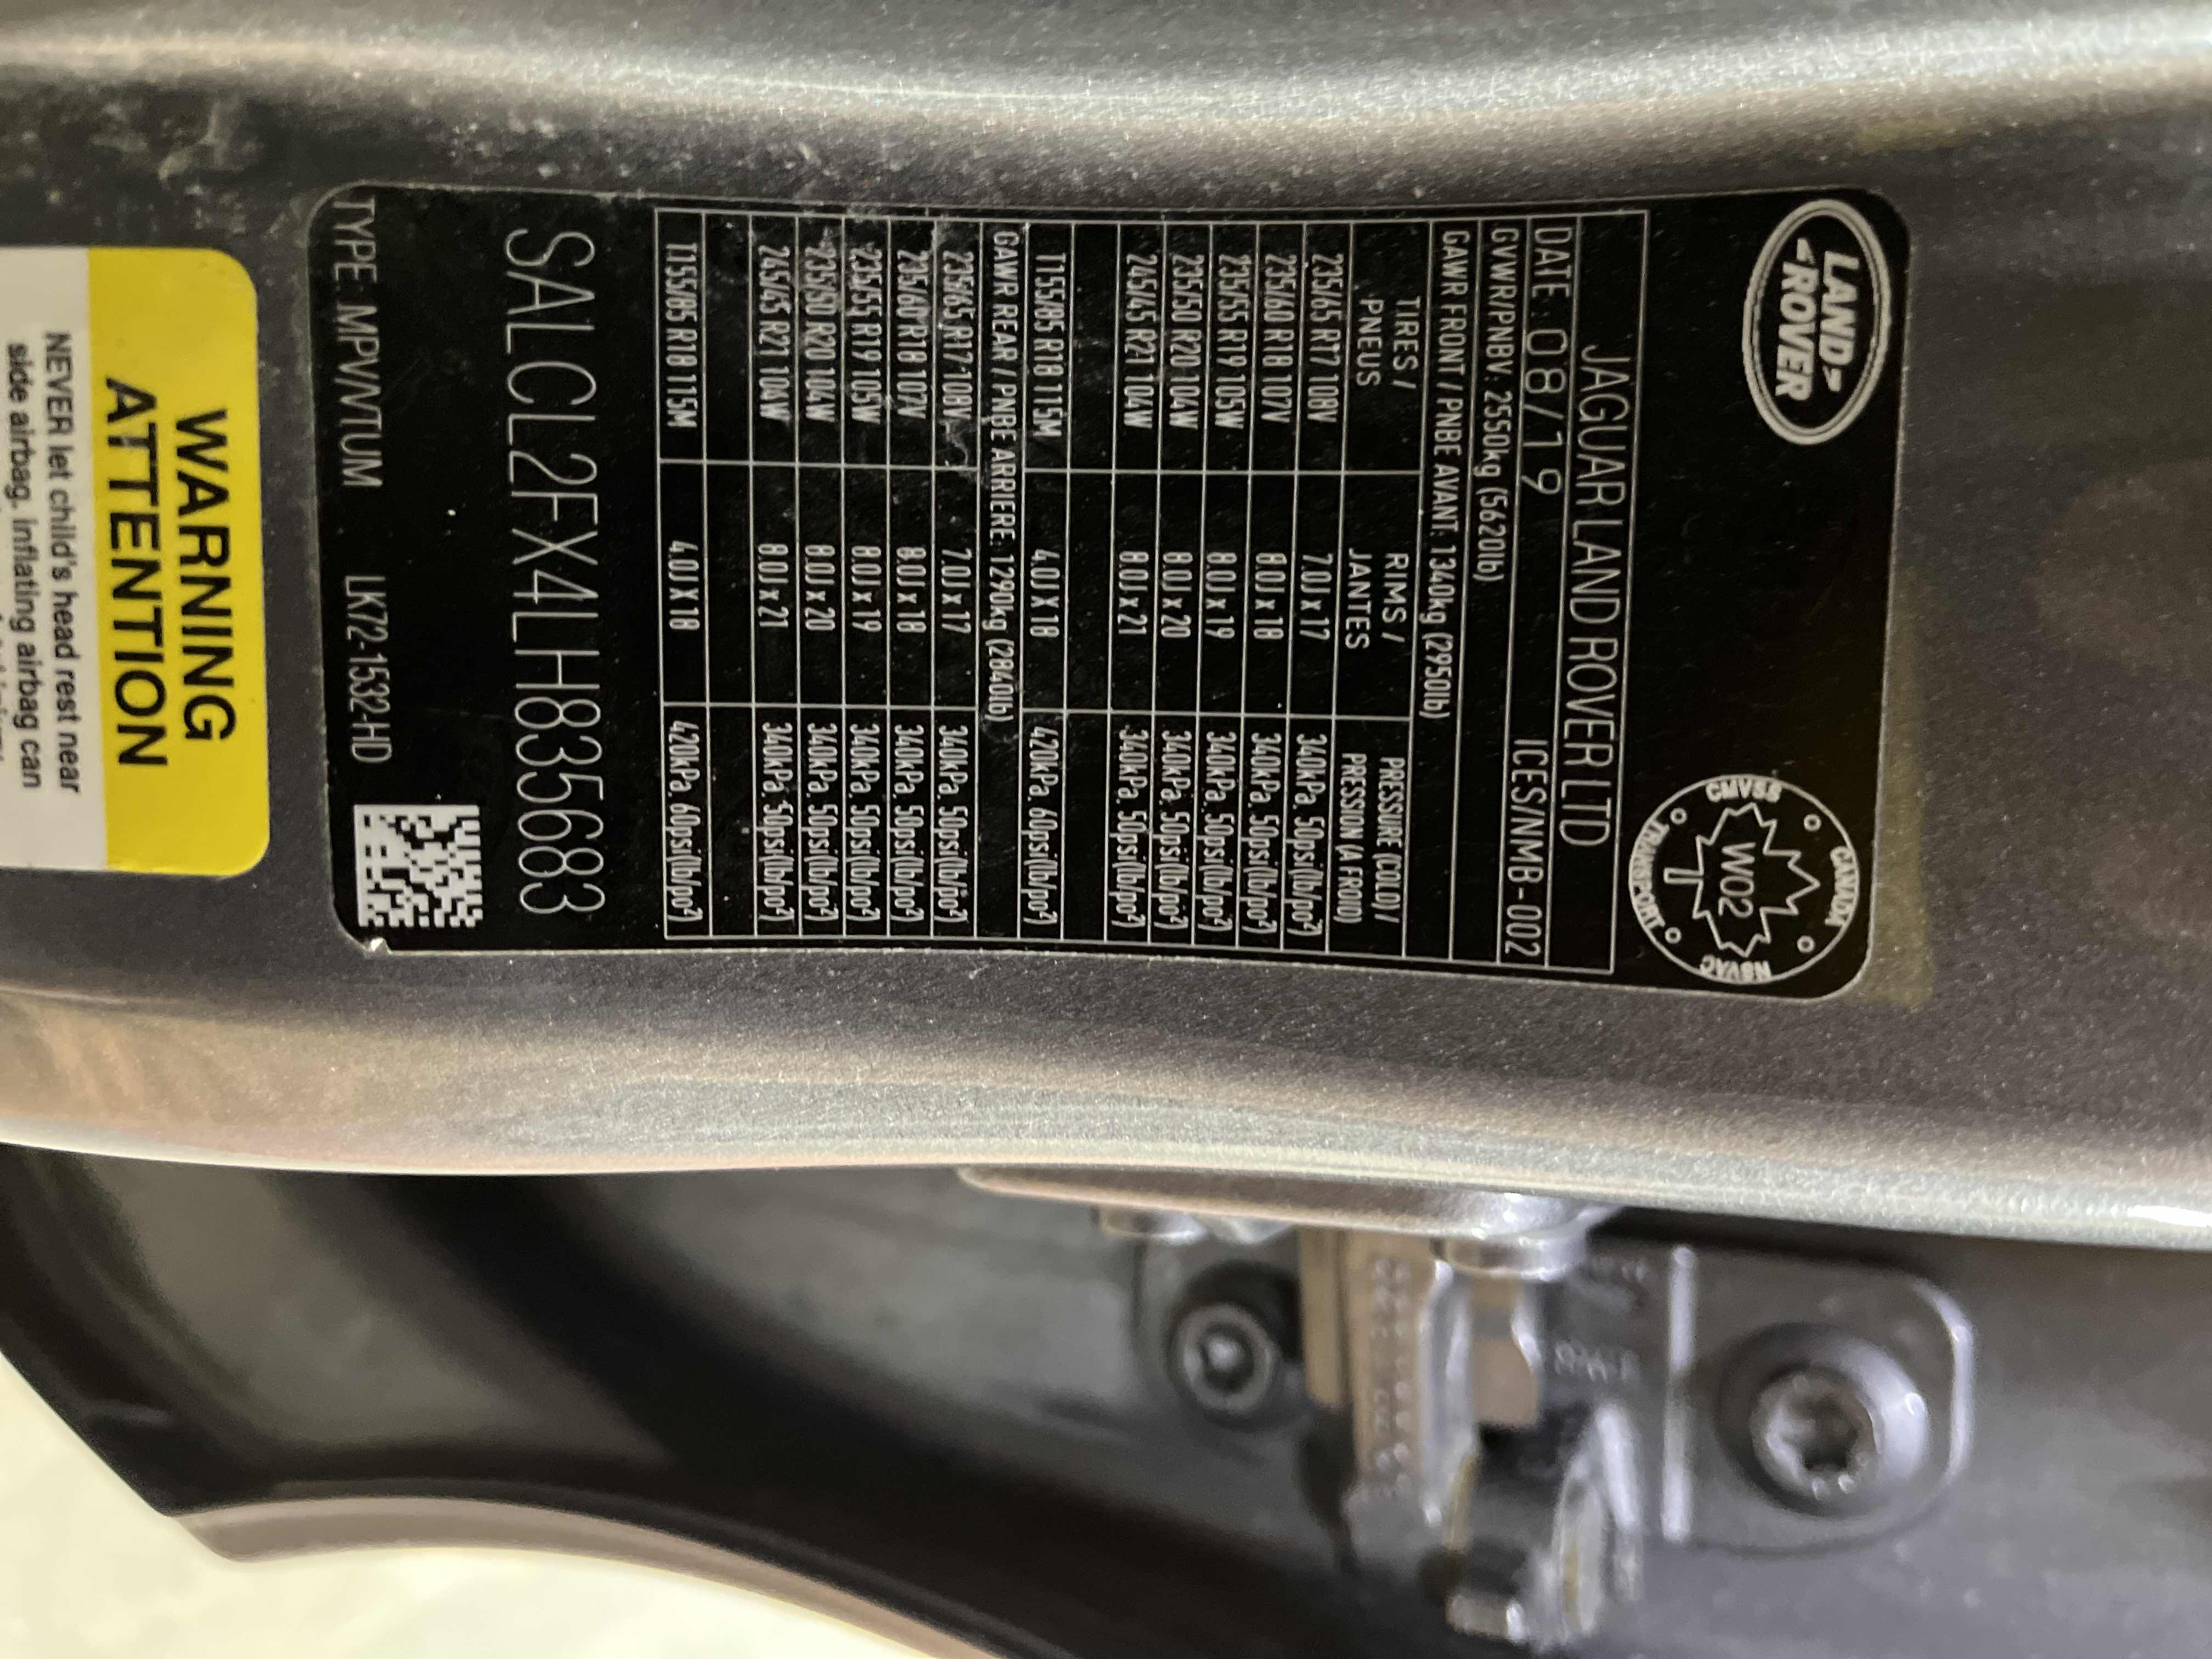 LAND
ROVER
CMVSS
CANADA
W02
TRANSPORT
NSVAC
JAGUAR LAND ROVER LTD
DATE: 08/19 ICES/NMB-002
GVWR/PNBV: 2550kg (5620lb)
GAWR FRONT / PNBE AVANT: 1340kg (2950lb)
TIRES / RIMS / PRESSURE (COLD) /
PNEUS JANTES PRESSION (A FROID)
235/65 R17 108V 7.0J x 17 340kPa. 50psi(lb/po²)
235/60 R18 107V 8.0J x 18 340kPa. 50psi(lb/po²)
235/55 R19 105W 8.0J x 19 340kPa. 50psi(lb/po²)
235/50 R20 104W 8.0J x 20 340kPa. 50psi(lb/po²)
245/45 R21 104W 8.0J x 21 340kPa. 50psi(lb/po²)
T155/85 R18 115M 4.0J X 18 420kPa. 60psi(lb/po²)
GAWR REAR / PNBE ARRIERE: 1290kg (2840lb)
235/65 R17 108V 7.0J x 17 340kPa. 50psi(lb/po²)
235/60 R18 107V 8.0J x 18 340kPa. 50psi(lb/po²)
235/55 R19 105W 8.0J x 19 340kPa. 50psi(lb/po²)
235/50 R20 104W 8.0J x 20 340kPa. 50psi(lb/po²)
245/45 R21 104W 8.0J x 21 340kPa. 50psi(lb/po²)
T155/85 R18 115M 4.0J X 18 420kPa. 60psi(lb/po²)
SALCL2FX4LH835683
TYPE: MPV/VTUM LK72-1532-HD
WARNING
ATTENTION
NEVER let child's head rest near
side airbag, inflating airbag can